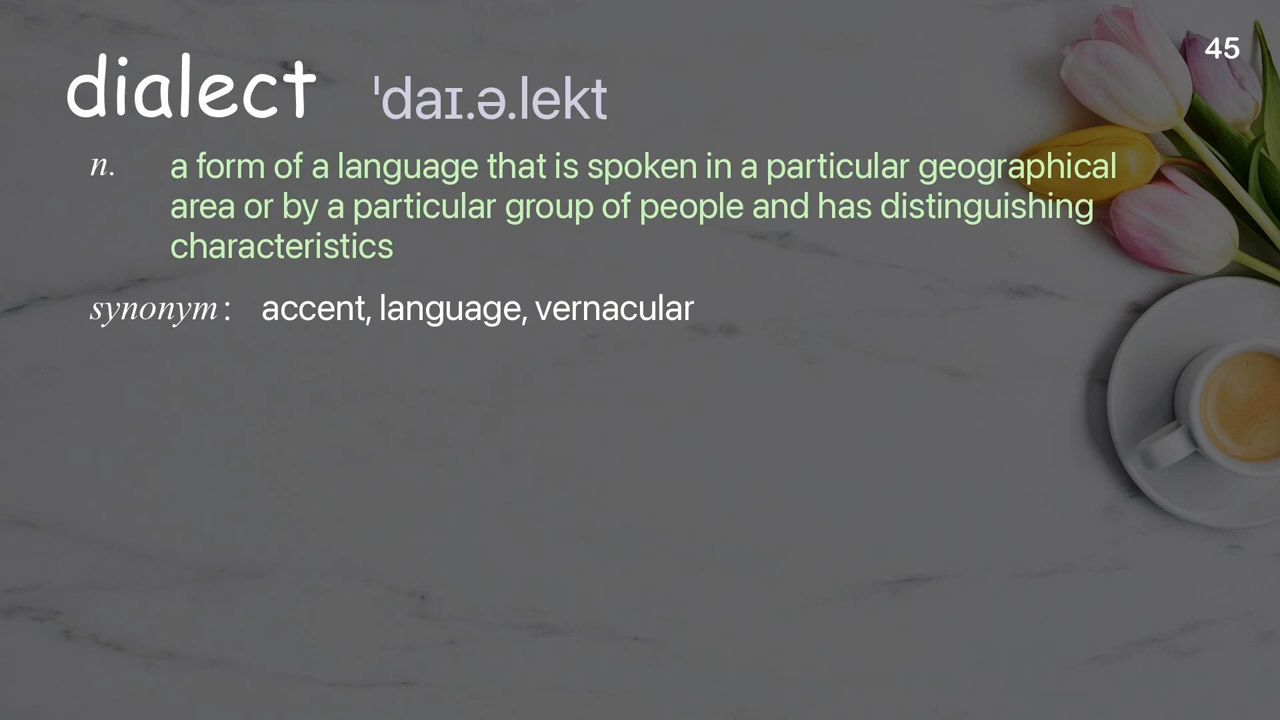 45
dialect ˈdaɪ.ə.lekt
n. a form of a language that is spoken in a particular geographical
area or by a particular group of people and has distinguishing
characteristics
synonym: accent, language, vernacular